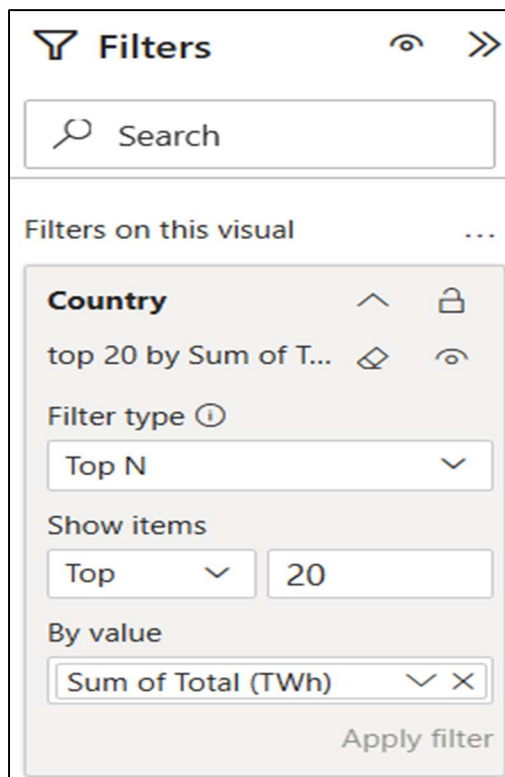 Filters
Search
Filters on this visual
Country
top 20 by Sum of T...
Filter type
Top N
Show items
Top 20
By value
Sum of Total (TWh)
Apply filter